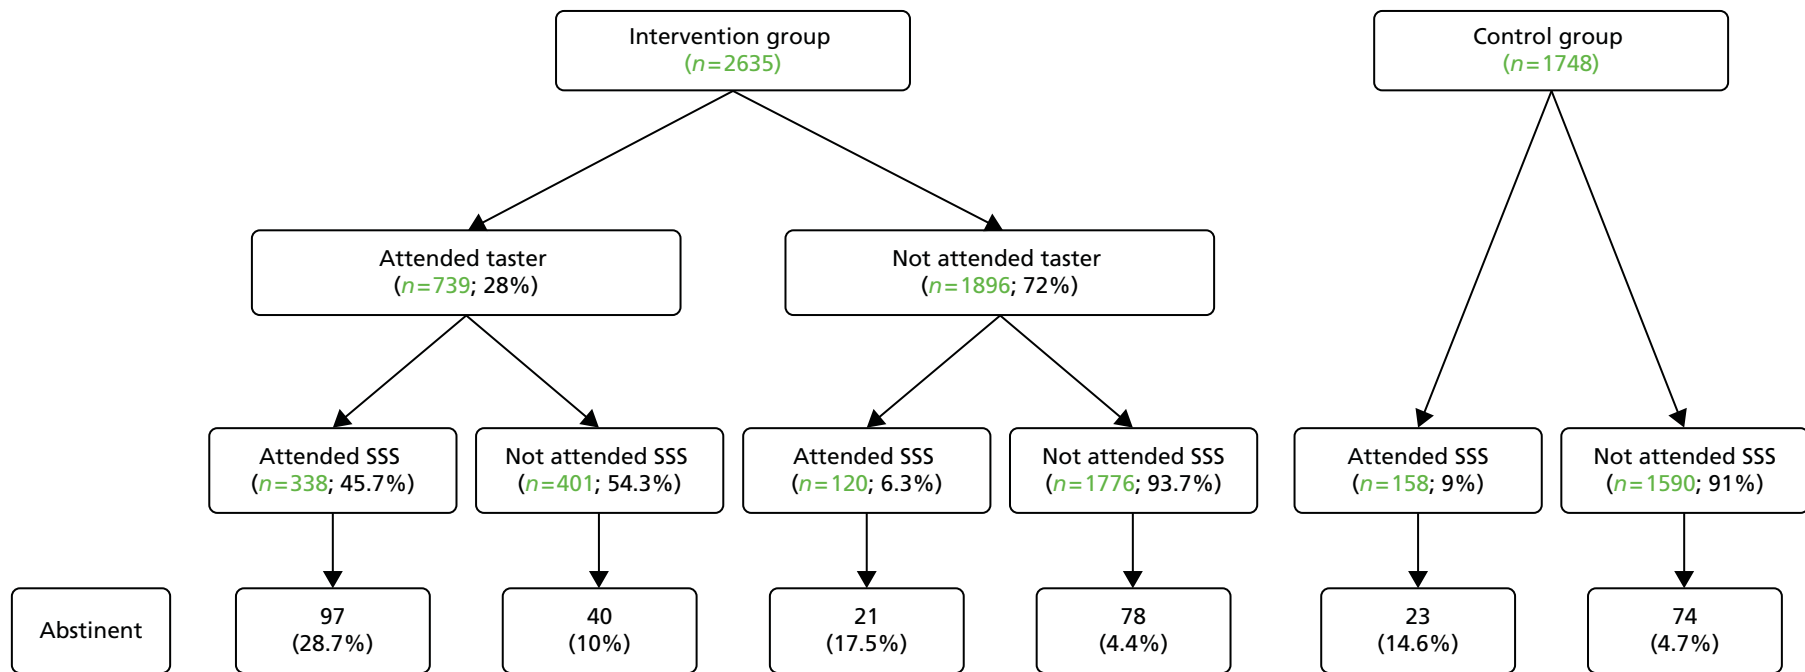 Intervention group
(n=2635)
Control group
(n=1748)
Attended taster
(n=739; 28%)
Not attended taster
(n=1896; 72%)
Attended SSS
(n=338; 45.7%)
Not attended SSS
(n=401; 54.3%)
Attended SSS
(n=120; 6.3%)
Not attended SSS
(n=1776; 93.7%)
Attended SSS
(n=158; 9%)
Not attended SSS
(n=1590; 91%)
Abstinent
97
(28.7%)
40
(10%)
21
(17.5%)
78
(4.4%)
23
(14.6%)
74
(4.7%)